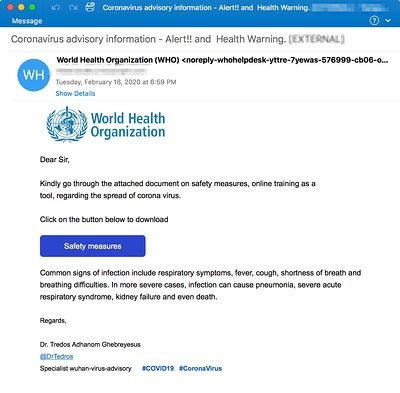 Coronavirus advisory information - Alert!! and Health Warning.
Message
Coronavirus advisory information - Alert!! and Health Warning. [EXTERNAL]
WH
World Health Organization (WHO) <noreply-whohelpdesk-yttre-7yewas-576999-cb06-o...
Tuesday, February 18, 2020 at 6:59 PM
Show Details
World Health
Organization
Dear Sir,
Kindly go through the attached document on safety measures, online training as a
tool, regarding the spread of corona virus.
Click on the button below to download
Safety measures
Common signs of infection include respiratory symptoms, fever, cough, shortness of breath and
breathing difficulties. In more severe cases, infection can cause pneumonia, severe acute
respiratory syndrome, kidney failure and even death.
Regards,
Dr. Tredos Adhanom Ghebreyesus
@DrTedros
Specialist wuhan-virus-advisory #COVID19 #CoronaVirus